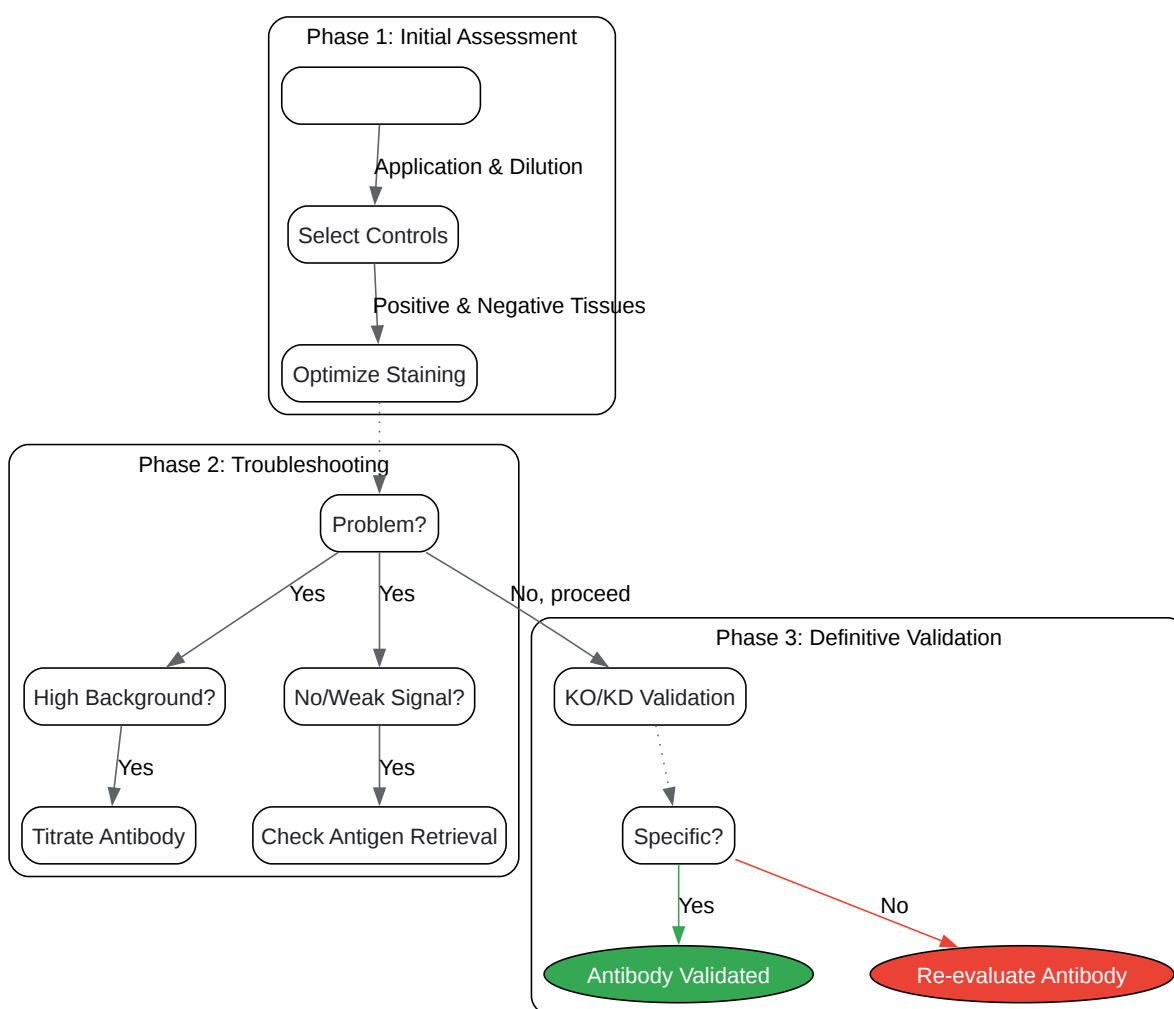 Phase 1: Initial Assessment
Application & Dilution
Select Controls
Positive & Negative Tissues
Optimize Staining
Phase 2: Troubleshooting
Problem?
Yes
Yes
No, proceed
High Background?
No/Weak Signal?
Yes
Yes
Titrate Antibody
Check Antigen Retrieval
Phase 3: Definitive Validation
KO/KD Validation
Specific?
Yes
No
Antibody Validated
Re-evaluate Antibody